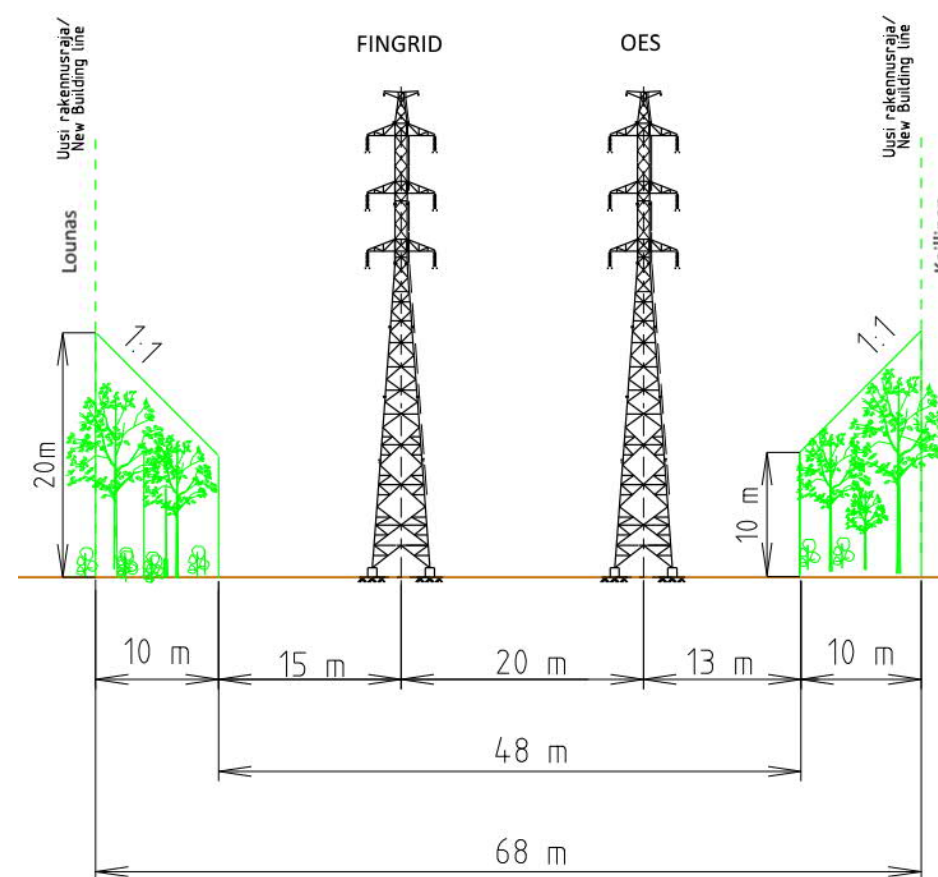 Uusi rakennusraja/
New Building line
FINGRID
OES
Uusi rakennusraja/
New Building line
Lounas
1:1
1:1
20m
10 m
10 m
15 m
20 m
13 m
10 m
48 m
68 m